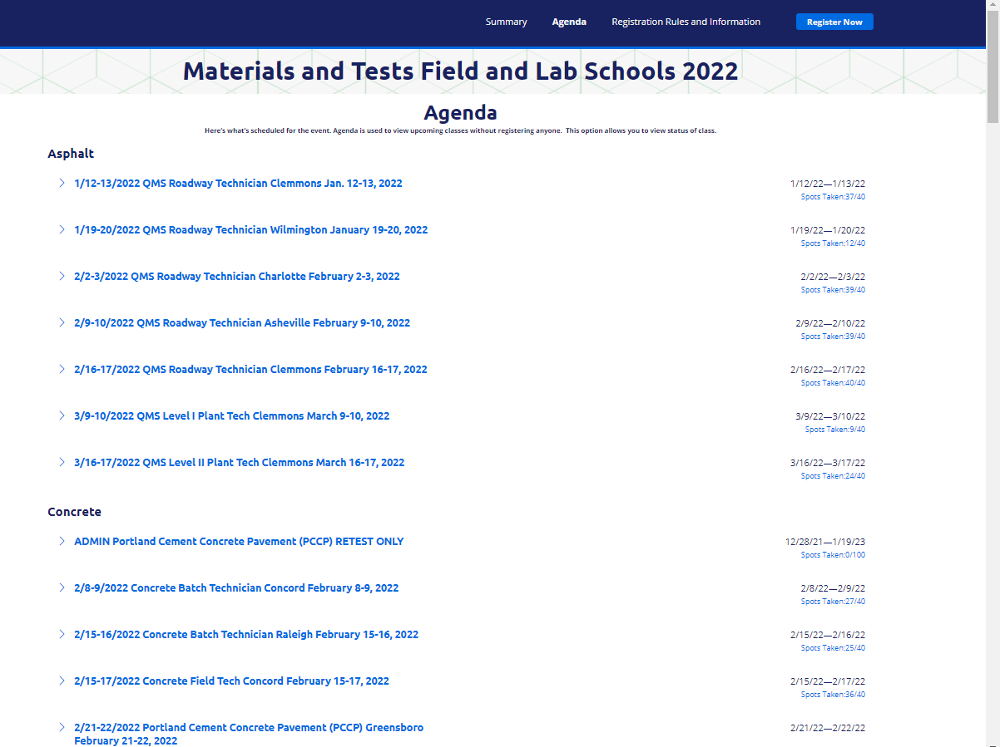 Summary
Agenda
Registration Rules and Information
Register Now
Materials and Tests Field and Lab Schools 2022
Agenda
Here's what's scheduled for the event. Agenda is used to view upcoming classes without registering anyone. This option allows you to view status of class.
Asphalt
1/12-13/2022 QMS Roadway Technician Clemmons Jan. 12-13, 2022
1/12/22—1/13/22
Spots Taken:37/40
1/19-20/2022 QMS Roadway Technician Wilmington January 19-20, 2022
1/19/22—1/20/22
Spots Taken:12/40
2/2-3/2022 QMS Roadway Technician Charlotte February 2-3, 2022
2/2/22—2/3/22
Spots Taken:39/40
2/9-10/2022 QMS Roadway Technician Asheville February 9-10, 2022
2/9/22—2/10/22
Spots Taken:39/40
2/16-17/2022 QMS Roadway Technician Clemmons February 16-17, 2022
2/16/22—2/17/22
Spots Taken:40/40
3/9-10/2022 QMS Level I Plant Tech Clemmons March 9-10, 2022
3/9/22—3/10/22
Spots Taken:9/40
3/16-17/2022 QMS Level II Plant Tech Clemmons March 16-17, 2022
3/16/22—3/17/22
Spots Taken:24/40
Concrete
ADMIN Portland Cement Concrete Pavement (PCCP) RETEST ONLY
12/28/21—1/19/23
Spots Taken:0/100
2/8-9/2022 Concrete Batch Technician Concord February 8-9, 2022
2/8/22—2/9/22
Spots Taken:27/40
2/15-16/2022 Concrete Batch Technician Raleigh February 15-16, 2022
2/15/22—2/16/22
Spots Taken:25/40
2/15-17/2022 Concrete Field Tech Concord February 15-17, 2022
2/15/22—2/17/22
Spots Taken:36/40
2/21-22/2022 Portland Cement Concrete Pavement (PCCP) Greensboro
February 21-22, 2022
2/21/22—2/22/22